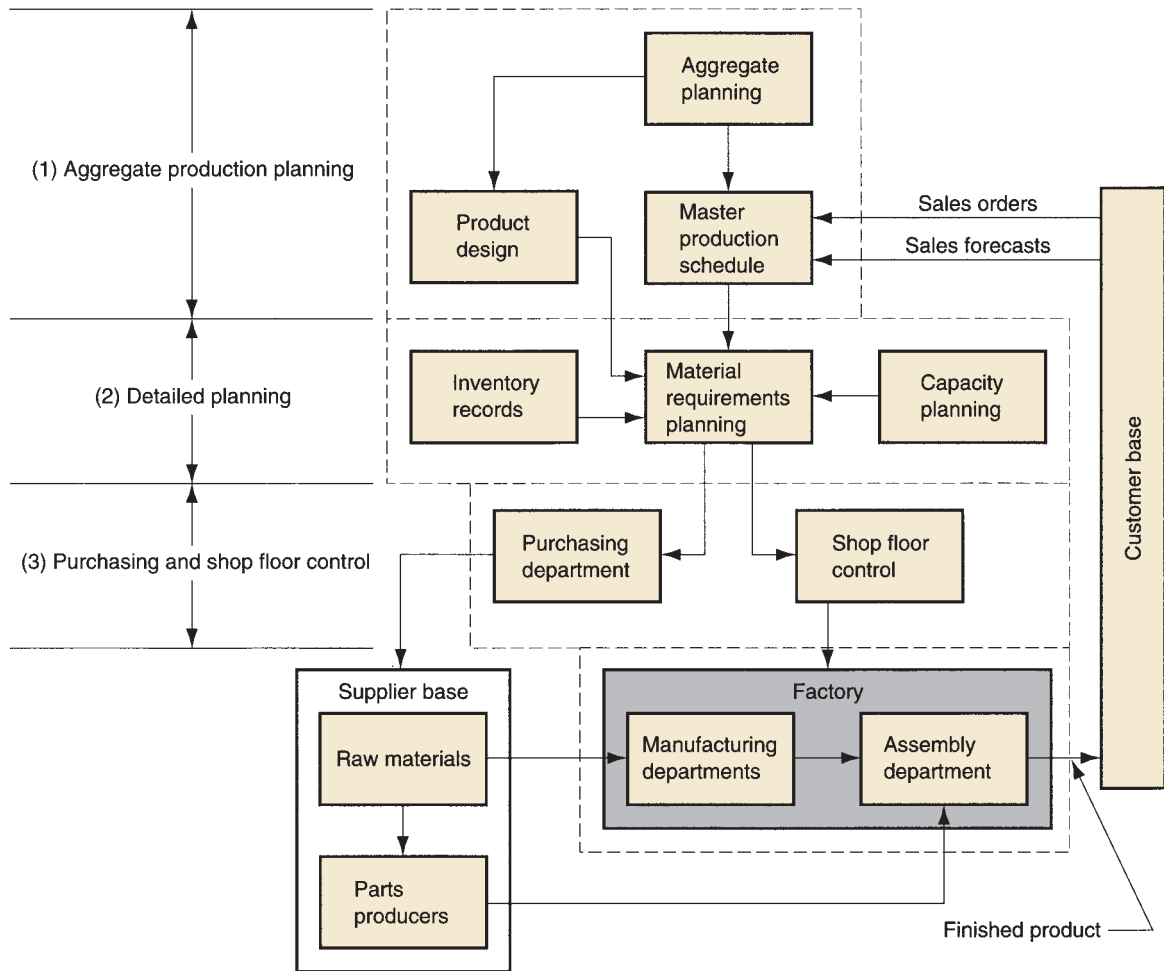 Aggregate
planning
(1) Aggregate production planning
Product
design
Master
production
schedule
Sales orders
Sales forecasts
(2) Detailed planning
Inventory
records
Material
requirements
planning
Capacity
planning
Customer base
(3) Purchasing and shop floor control
Purchasing
department
Shop floor
control
Supplier base
Factory
Raw materials
Manufacturing
departments
Assembly
department
Parts
producers
Finished product